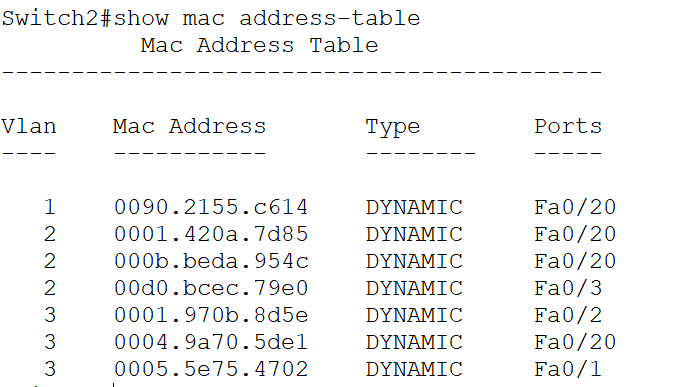 Switch2#show mac address-table
Mac Address Table
-------------------------------------------
Vlan Mac Address Type Ports
---- ----------- -------- -----
1 0090.2155.c614 DYNAMIC Fa0/20
2 0001.420a.7d85 DYNAMIC Fa0/20
2 000b.beda.954c DYNAMIC Fa0/20
2 00d0.bcec.79e0 DYNAMIC Fa0/3
3 0001.970b.8d5e DYNAMIC Fa0/2
3 0004.9a70.5de1 DYNAMIC Fa0/20
3 0005.5e75.4702 DYNAMIC Fa0/1